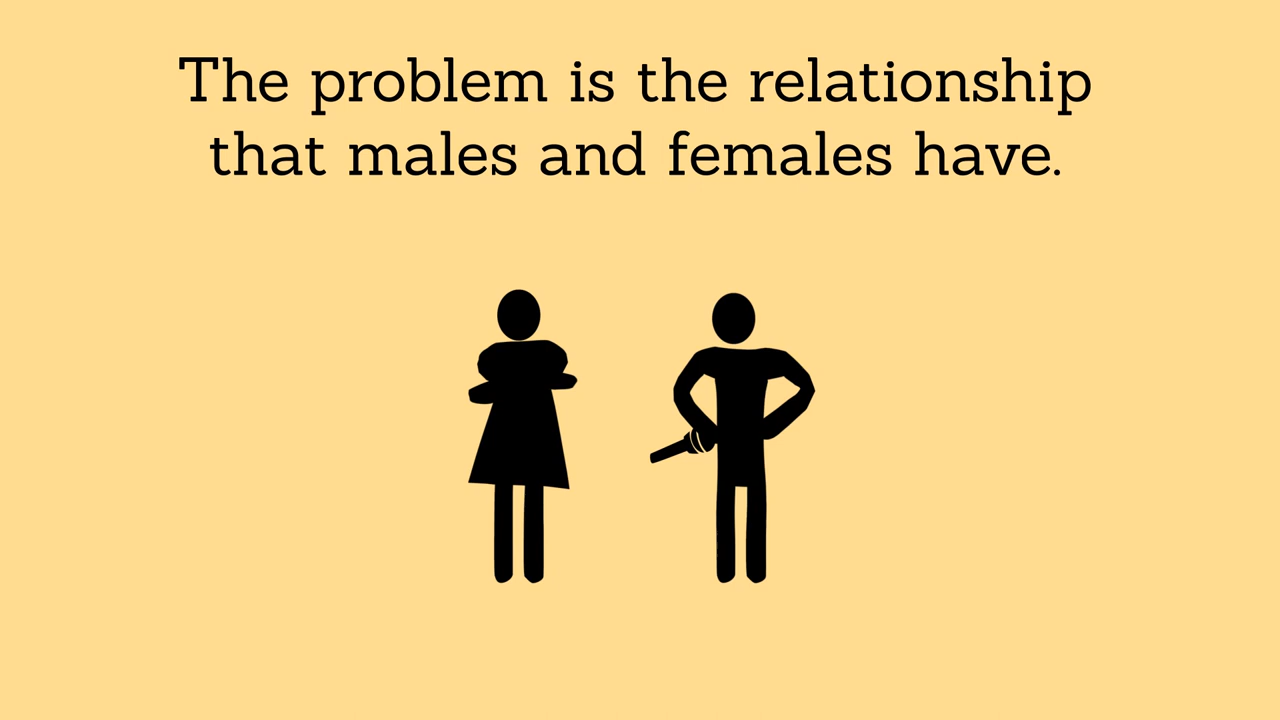 The problem is the relationship
that males and females have.